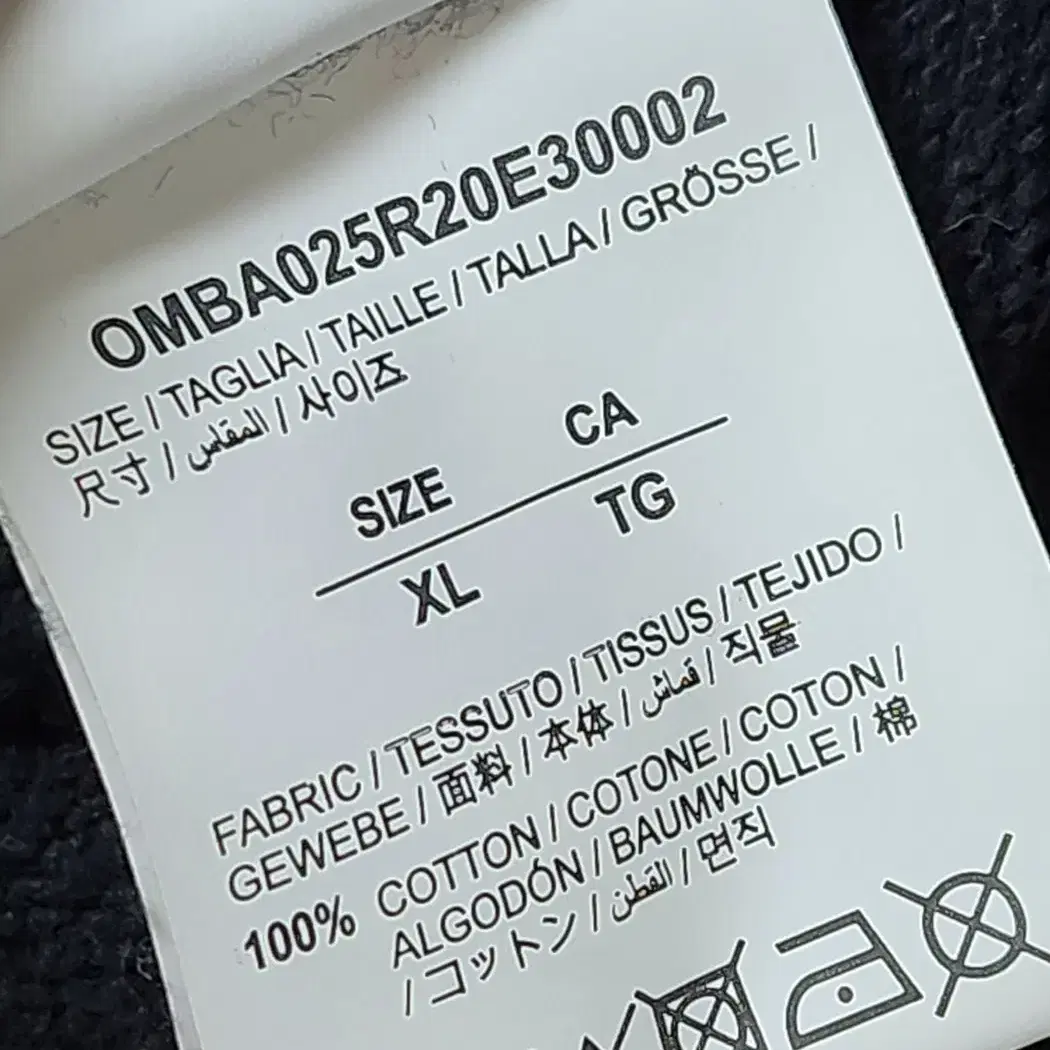 OMBA025R20E30002
SIZE / TAGLIA / TAILLE / TALLA / GRÖSSE /
尺寸 / المقاس / 사이즈
SIZE CA
XL TG
FABRIC / TESSUTO / TISSUS / TEJIDO /
GEWEBE / 面料 / 本体 / قماش / 직물
100% COTTON / COTONE / COTON /
ALGODÓN / BAUMWOLLE / 棉
/ コットン / القطن / 면직